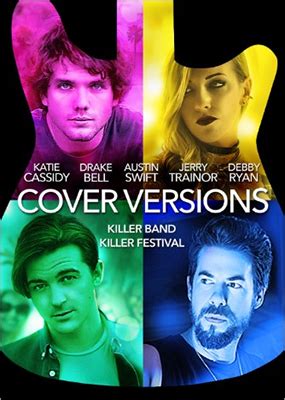 KATIE DRAKE AUSTIN JERRY DEBBY
CASSIDY BELL SWIFT TRAINOR RYAN
COVER VERSIONS
KILLER BAND
KILLER FESTIVAL